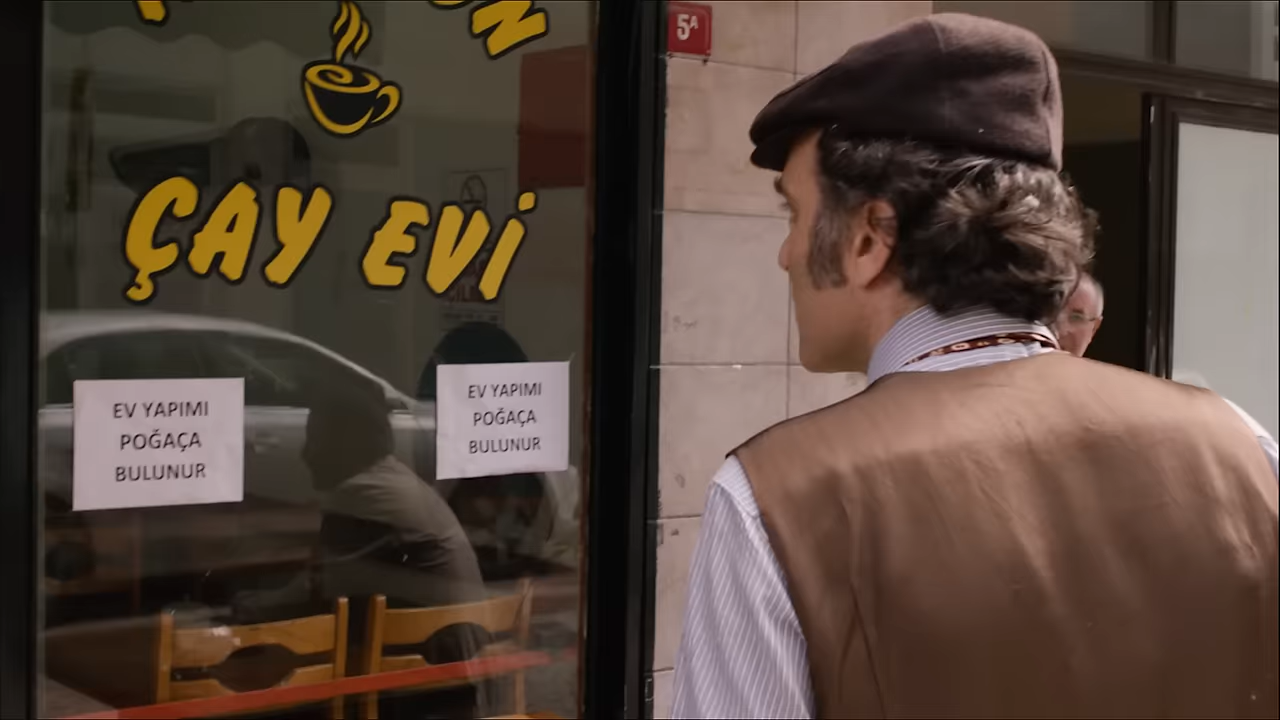 5A
ÇAY EVİ
EV YAPIMI
POĞAÇA
BULUNUR
EV YAPIMI
POĞAÇA
BULUNUR